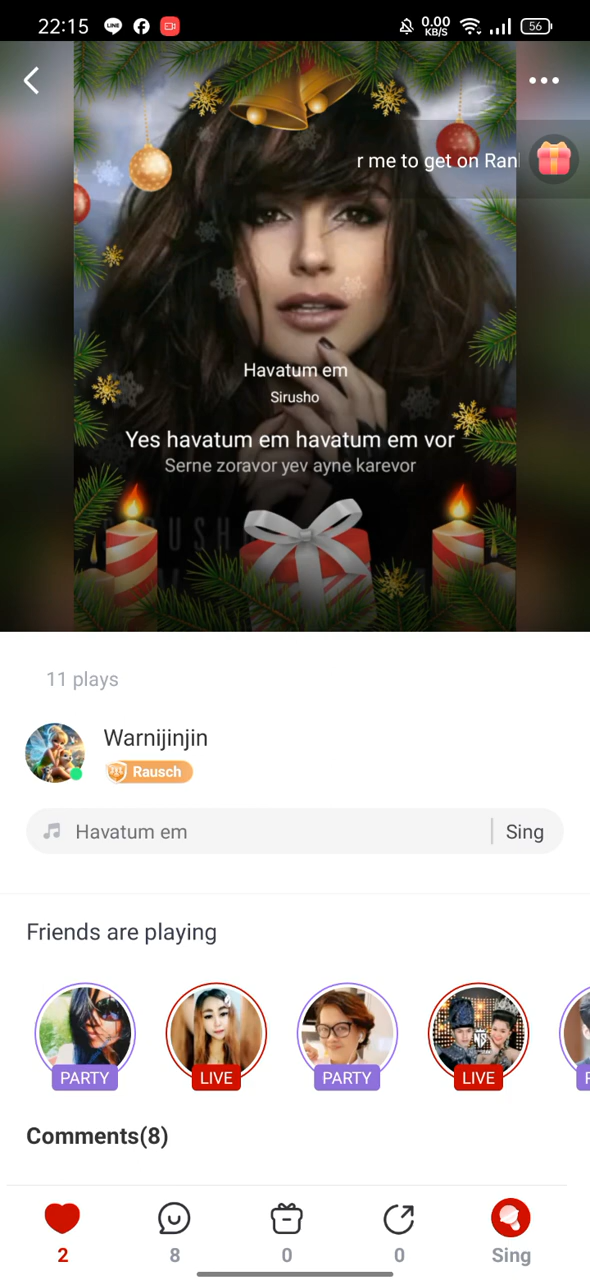 22:15
LINE
0.00
KB/S
56
r me to get on Ran
Havatum em
Sirusho
Yes havatum em havatum em vor
Serne zoravor yev ayne karevor
11 plays
Warnijinjin
Rausch
Havatum em
Sing
Friends are playing
PARTY
LIVE
PARTY
LIVE
Comments(8)
2
8
0
0
Sing